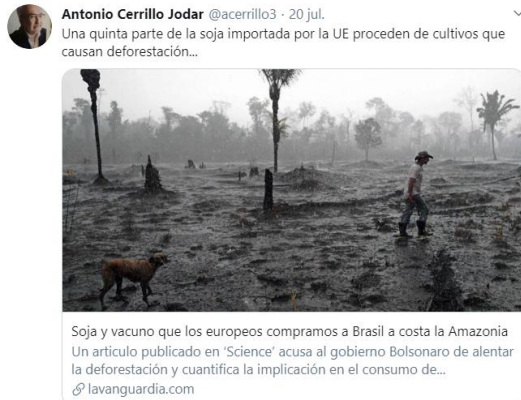 Antonio Cerrillo Jodar @acerrillo3 · 20 jul.
Una quinta parte de la soja importada por la UE proceden de cultivos que
causan deforestación...
Soja y vacuno que los europeos compramos a Brasil a costa la Amazonia
Un articulo publicado en ‘Science’ acusa al gobierno Bolsonaro de alentar
la deforestación y cuantifica la implicación en el consumo de...
lavanguardia.com